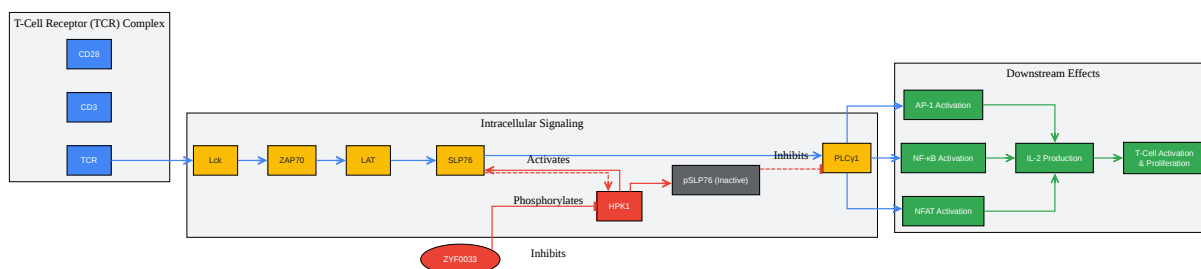 T-Cell Receptor (TCR) Complex
CD28
CD3
TCR
Intracellular Signaling
Lck
ZAP70
LAT
SLP76
Activates
Phosphorylates
HPK1
pSLP76 (Inactive)
Inhibits
PLCγ1
ZYF0033
Inhibits
Downstream Effects
AP-1 Activation
NF-κB Activation
NFAT Activation
IL-2 Production
T-Cell Activation
& Proliferation